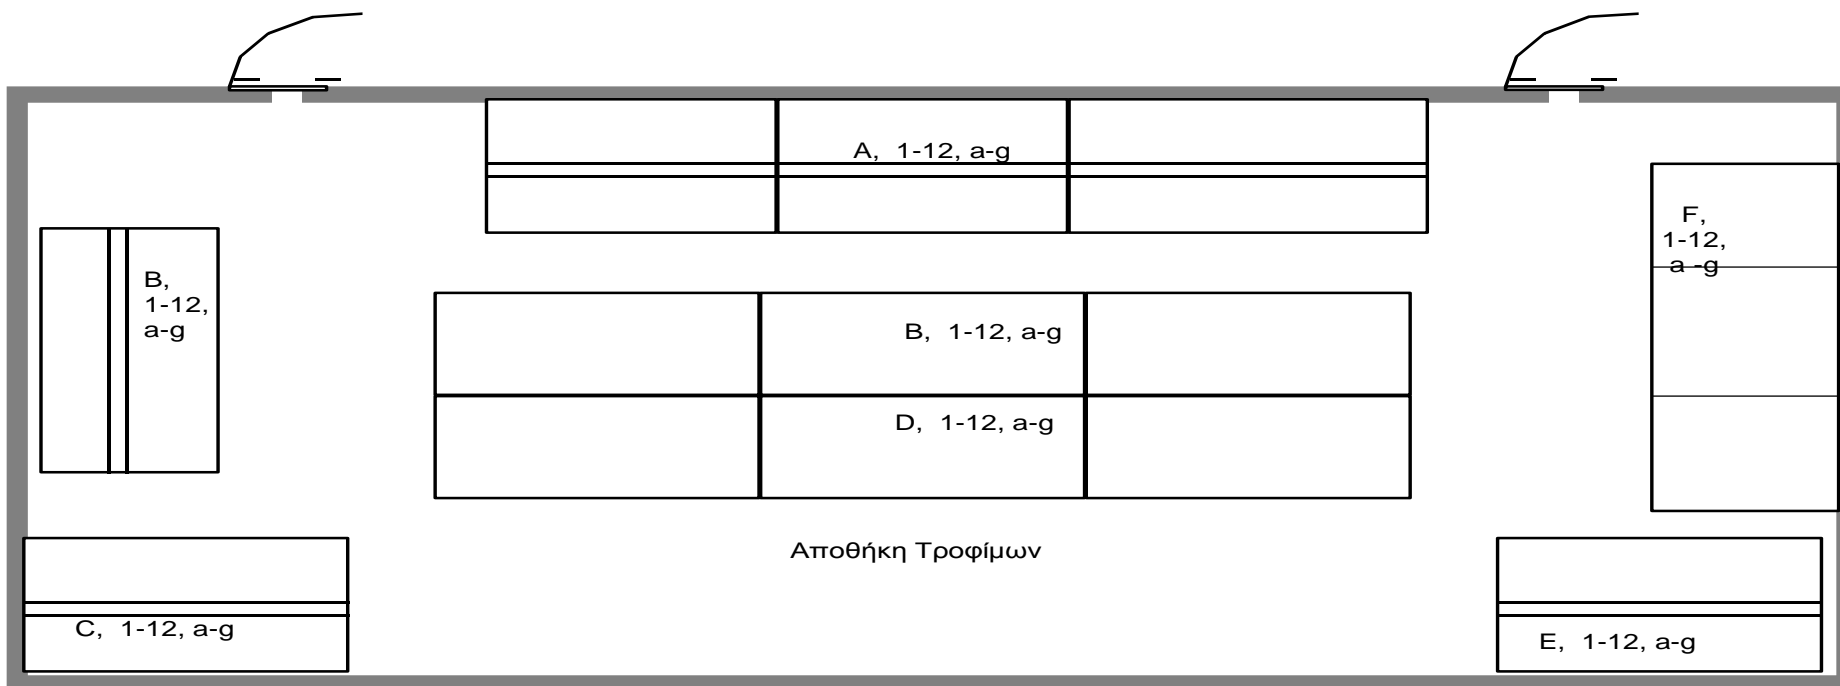 A, 1-12, a-g
B,
1-12,
a-g
F,
1-12,
a -g
B, 1-12, a-g
D, 1-12, a-g
Αποθήκη Τροφίμων
C, 1-12, a-g
E, 1-12, a-g